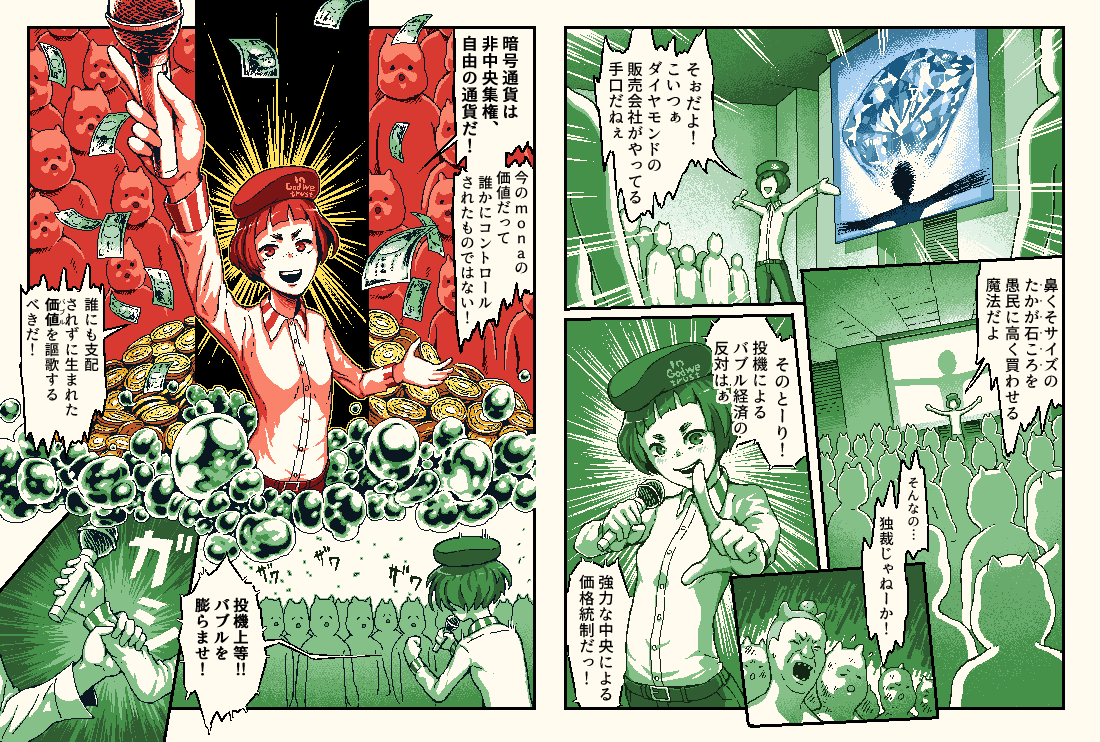 そぉだよ！
こいつぁ
ダイヤモンドの
販売会社がやってる
手口だねぇ
鼻くそサイズの
たかが石ころを
愚民に高く買わせる
魔法だよ
そのとーり！
投機による
バブル経済の
反対はぁ
in
God we
trust
強力な中央による
価格統制だっ！
そんなの…
独裁じゃねーか！
暗号通貨は
非中央集権、
自由の通貨だ！
今のmonaの
価値だって
誰かにコントロール
されたものではない！
in
God we
trust
誰にも支配
されずに生まれた
価値を謳歌する
べきだ！
バブル
ガシ
投機上等!!
バブルを
膨らませ！
ザワ
ザワ
ザワ